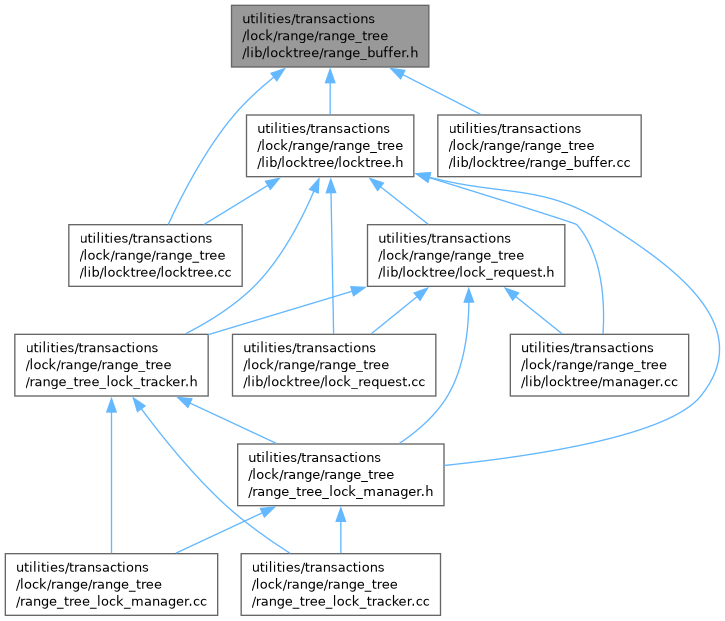 utilities/transactions
/lock/range/range_tree
/lib/locktree/range_buffer.h
utilities/transactions
/lock/range/range_tree
/lib/locktree/locktree.h
utilities/transactions
/lock/range/range_tree
/lib/locktree/range_buffer.cc
utilities/transactions
/lock/range/range_tree
/lib/locktree/locktree.cc
utilities/transactions
/lock/range/range_tree
/lib/locktree/lock_request.h
utilities/transactions
/lock/range/range_tree
/range_tree_lock_tracker.h
utilities/transactions
/lock/range/range_tree
/lib/locktree/lock_request.cc
utilities/transactions
/lock/range/range_tree
/lib/locktree/manager.cc
utilities/transactions
/lock/range/range_tree
/range_tree_lock_manager.h
utilities/transactions
/lock/range/range_tree
/range_tree_lock_manager.cc
utilities/transactions
/lock/range/range_tree
/range_tree_lock_tracker.cc